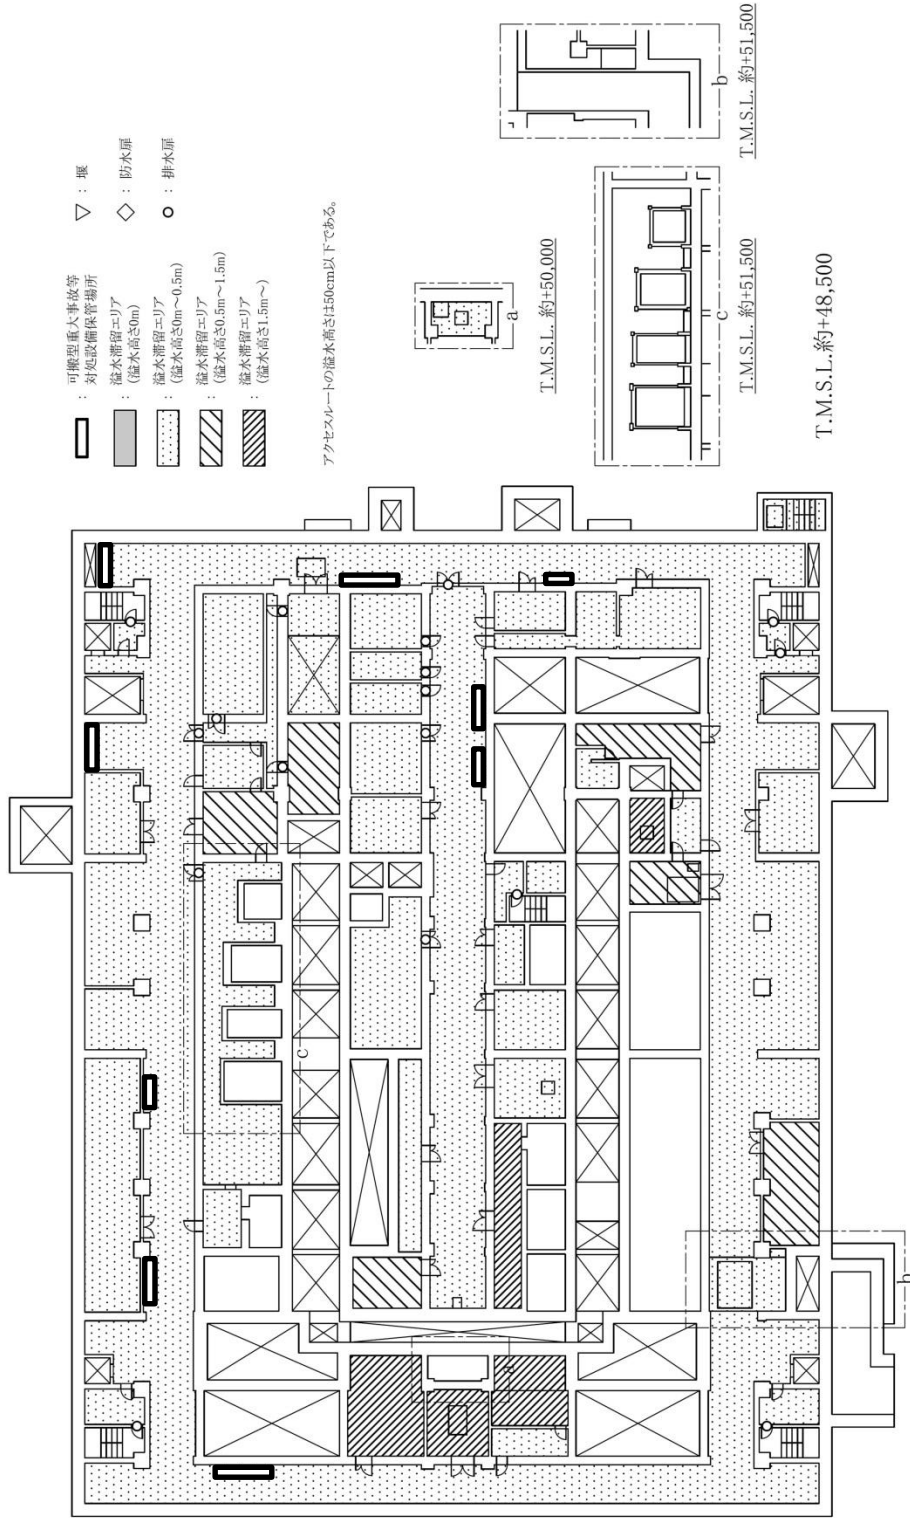 : 可搬型重大事故等
対処設備保管場所
: 溢水滞留エリア
(溢水高さ0m)
: 溢水滞留エリア
(溢水高さ0m～0.5m)
: 溢水滞留エリア
(溢水高さ0.5m～1.5m)
: 溢水滞留エリア
(溢水高さ1.5m～)
▽ : 堰
◇ : 防水扉
○ : 排水扉
アクセスルートの溢水高さは50cm以下である。
a
T.M.S.L. 約+50,000
c
T.M.S.L. 約+51,500
b
T.M.S.L. 約+51,500
T.M.S.L.約+48,500
c
a
b